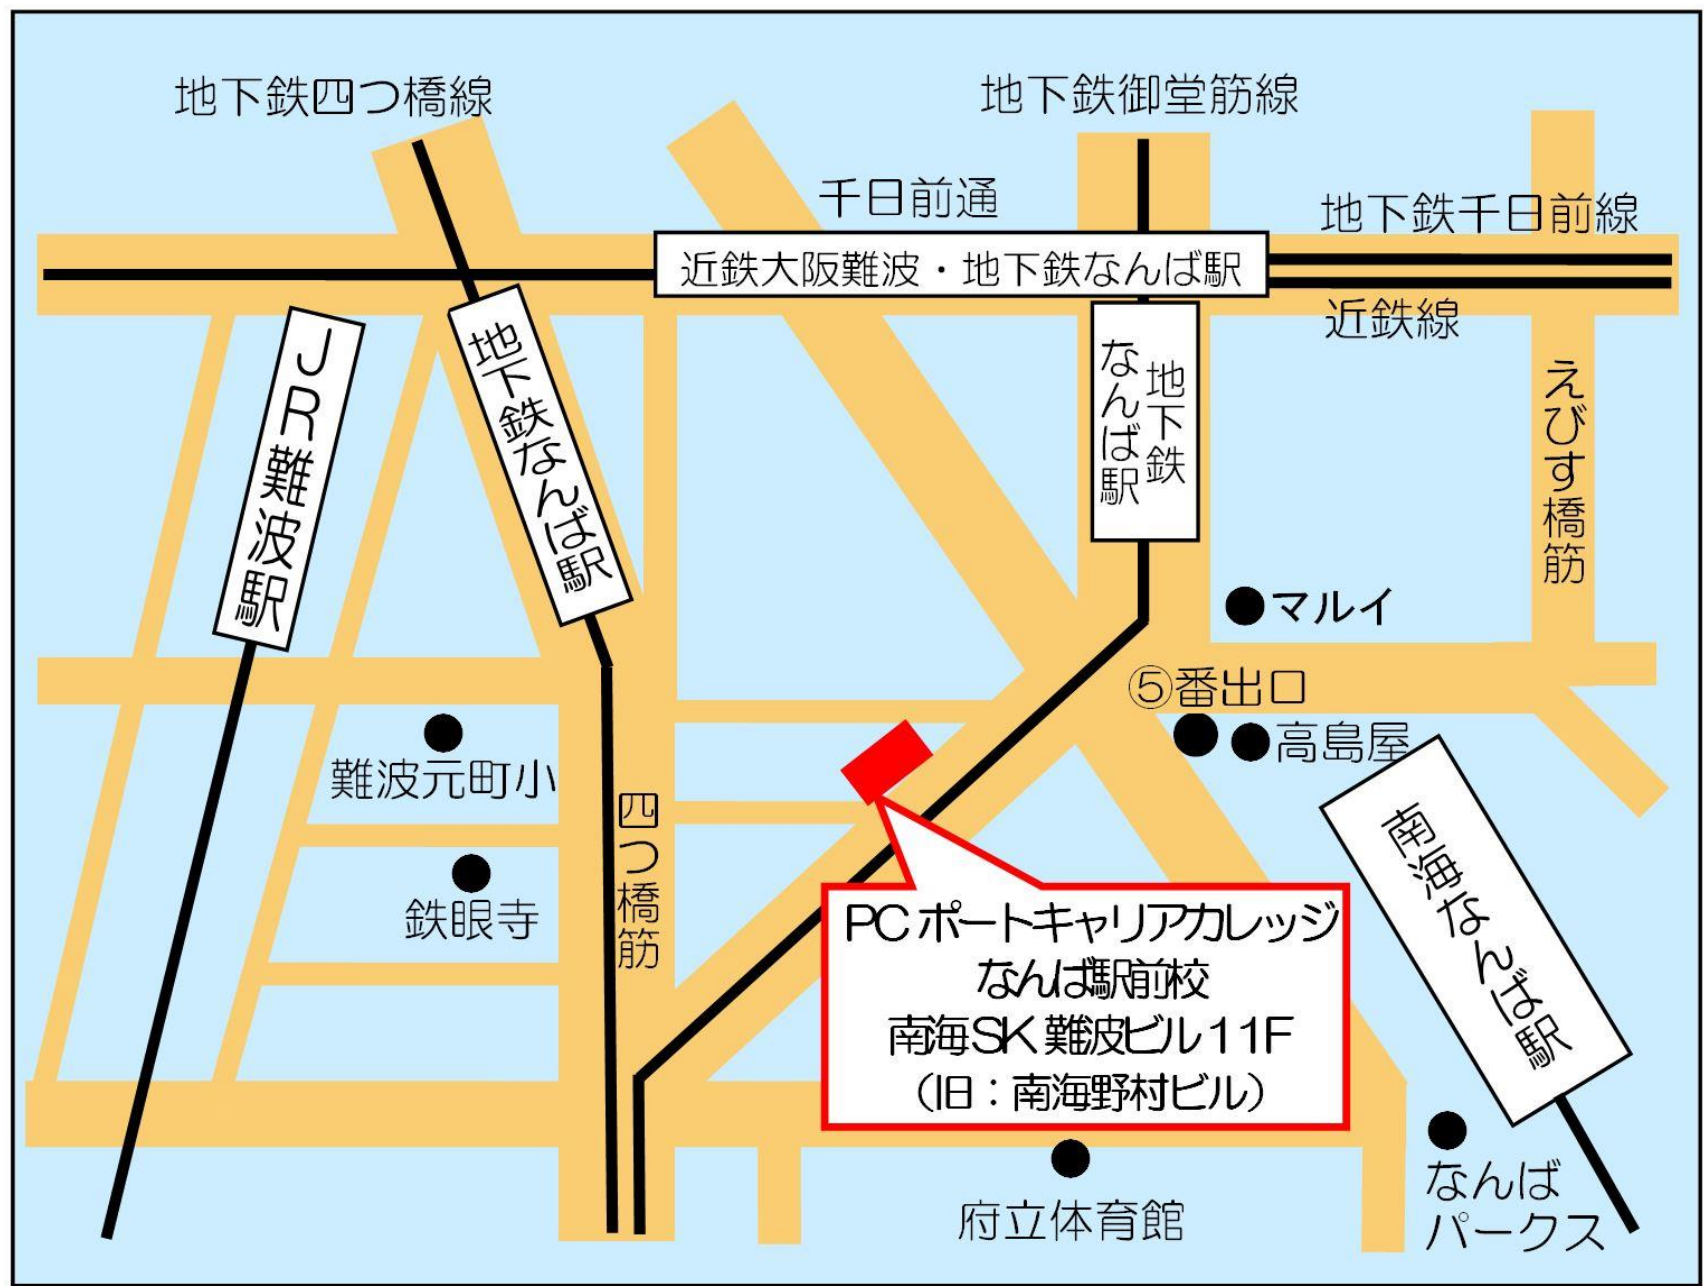 地下鉄四つ橋線
地下鉄御堂筋線
千日前通
地下鉄千日前線
近鉄大阪難波・地下鉄なんば駅
近鉄線
JR難波駅
地下鉄なんば駅
地下鉄
なんば駅
えびす橋筋
マルイ
⑤番出口
高島屋
難波元町小
四つ橋筋
鉄眼寺
南海なんば駅
PCポートキャリアカレッジ
なんば駅前校
南海SK難波ビル11F
(旧：南海野村ビル)
府立体育館
なんば
パークス